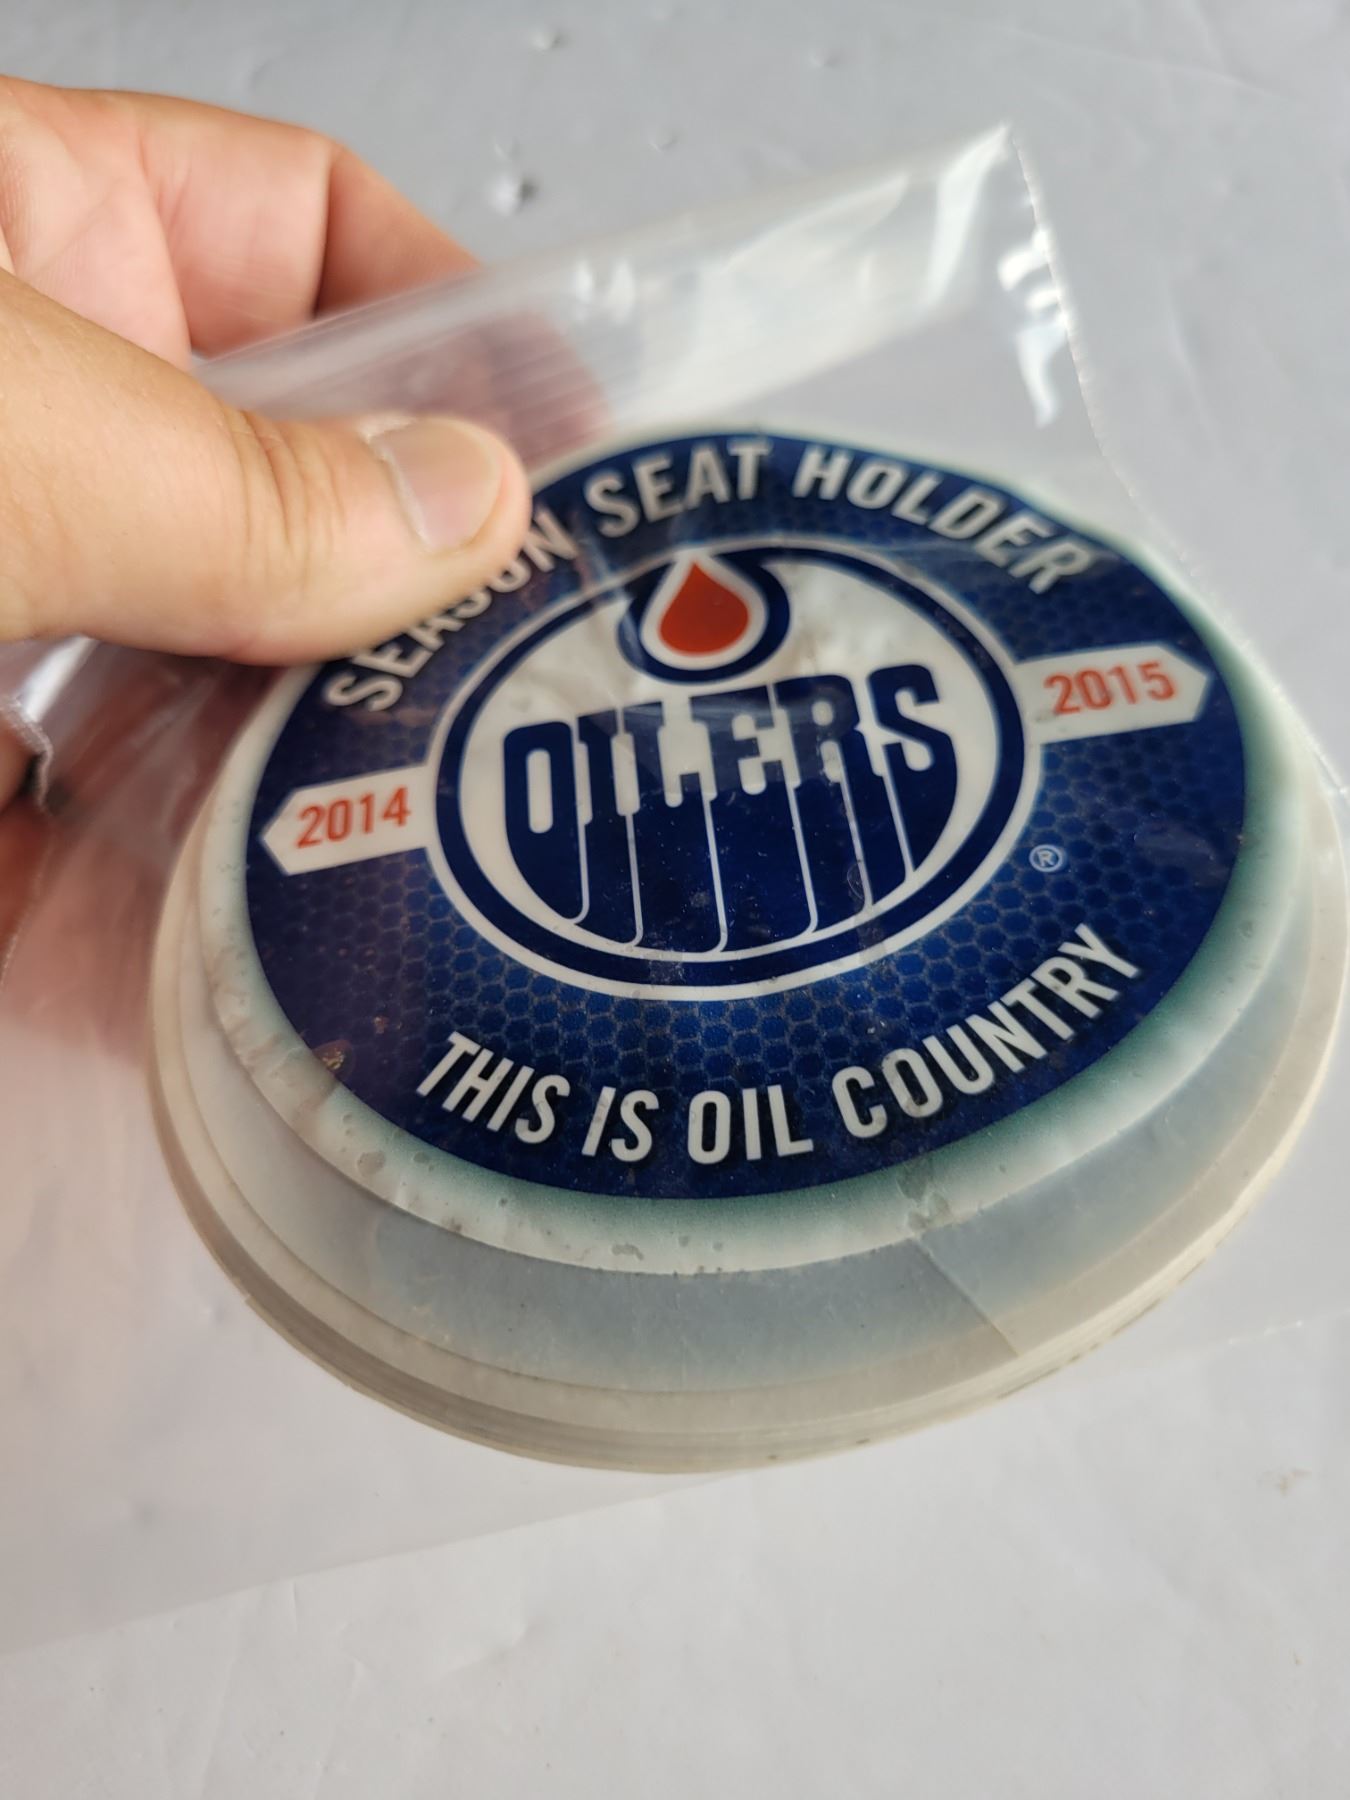 SEASON SEAT HOLDER
OILERS
2014
2015
®
THIS IS OIL COUNTRY